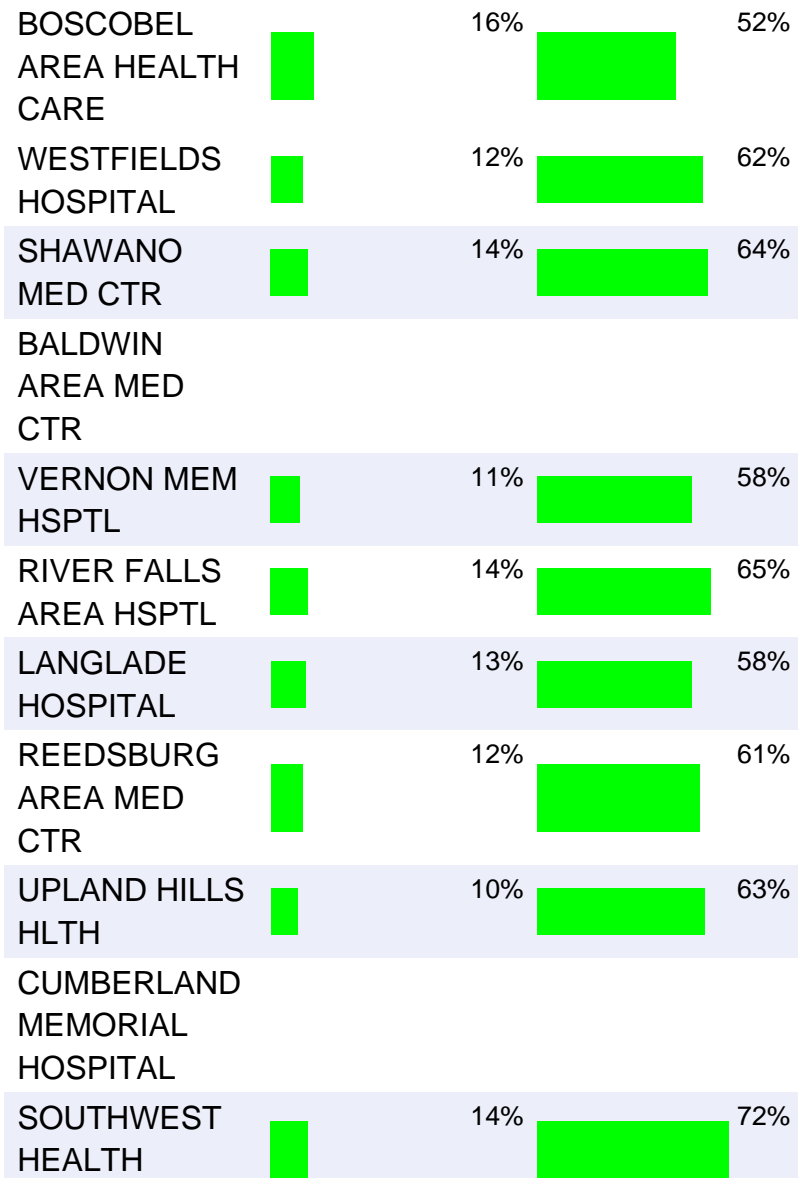 BOSCOBEL 16% 52%
AREA HEALTH
CARE
WESTFIELDS 12% 62%
HOSPITAL
SHAWANO 14% 64%
MED CTR
BALDWIN
AREA MED
CTR
VERNON MEM 11% 58%
HSPTL
RIVER FALLS 14% 65%
AREA HSPTL
LANGLADE 13% 58%
HOSPITAL
REEDSBURG 12% 61%
AREA MED
CTR
UPLAND HILLS 10% 63%
HLTH
CUMBERLAND
MEMORIAL
HOSPITAL
SOUTHWEST 14% 72%
HEALTH